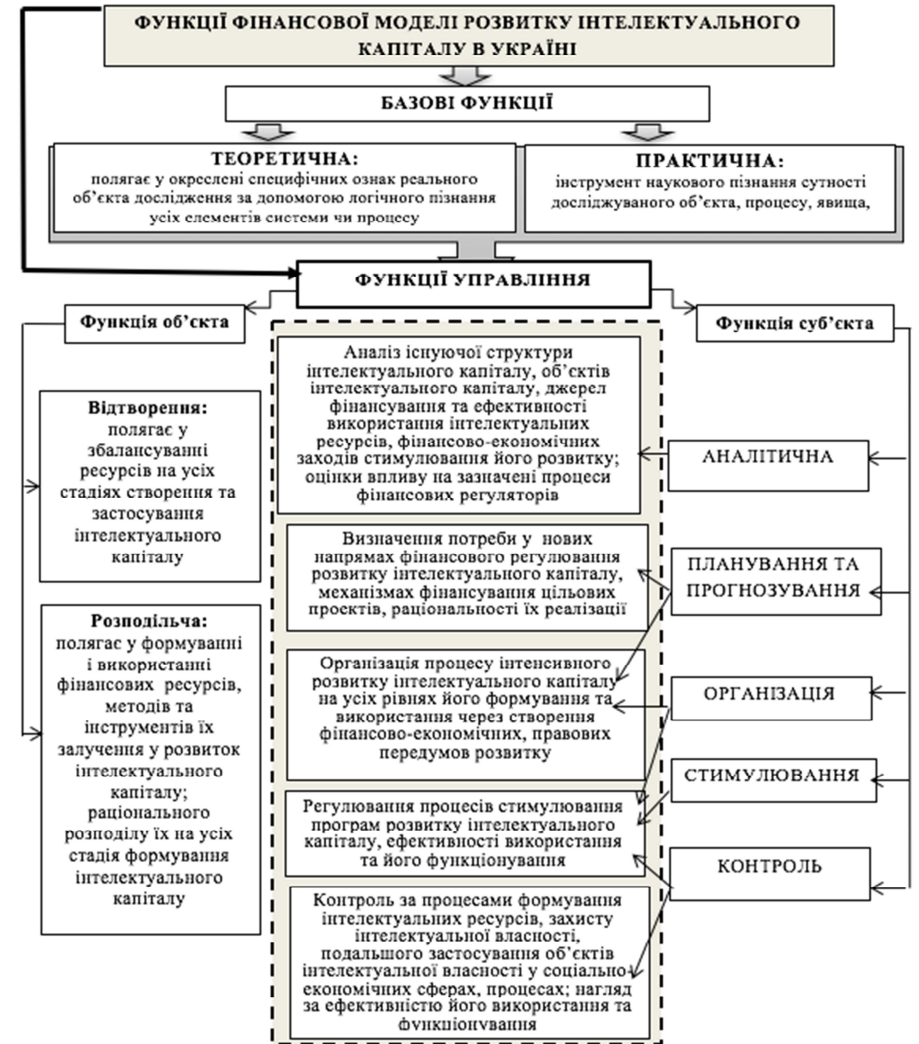 ФУНКЦІЇ ФІНАНСОВОЇ МОДЕЛІ РОЗВИТКУ ІНТЕЛЕКТУАЛЬНОГО
КАПІТАЛУ В УКРАЇНІ
БАЗОВІ ФУНКЦІЇ
ТЕОРЕТИЧНА:
полягає у окреслені специфічних ознак реального
об’єкта дослідження за допомогою логічного пізнання
усіх елементів системи чи процесу
ПРАКТИЧНА:
інструмент наукового пізнання сутності
досліджуваного об’єкта, процесу, явища,
ФУНКЦІЇ УПРАВЛІННЯ
Функція об’єкта
Відтворення:
полягає у
збалансуванні
ресурсів на усіх
стадіях створення та
застосування
інтелектуального
капіталу
Розподільча:
полягає у формуванні
і використанні
фінансових ресурсів,
методів та
інструментів їх
залучення у розвиток
інтелектуального
капіталу;
раціонального
розподілу їх на усіх
стадія формування
інтелектуального
капіталу
Аналіз існуючої структури
інтелектуального капіталу, об’єктів
інтелектуального капіталу, джерел
фінансування та ефективності
використання інтелектуальних
ресурсів, фінансово-економічних
заходів стимулювання його розвитку;
оцінки впливу на зазначені процеси
фінансових регуляторів
Визначення потреби у нових
напрямах фінансового регулювання
розвитку інтелектуального капіталу,
механізмах фінансування цільових
проектів, раціональності їх реалізації
Організація процесу інтенсивного
розвитку інтелектуального капіталу
на усіх рівнях його формування та
використання через створення
фінансово-економічних, правових
передумов розвитку
Регулювання процесів стимулювання
програм розвитку інтелектуального
капіталу, ефективності використання
та його функціонування
Контроль за процесами формування
інтелектуальних ресурсів, захисту
інтелектуальної власності,
подальшого застосування об’єктів
інтелектуальної власності у соціально-
економічних сферах, процесах; нагляд
за ефективністю його використання та
функціонування
Функція суб’єкта
АНАЛІТИЧНА
ПЛАНУВАННЯ ТА
ПРОГНОЗУВАННЯ
ОРГАНІЗАЦІЯ
СТИМУЛЮВАННЯ
КОНТРОЛЬ